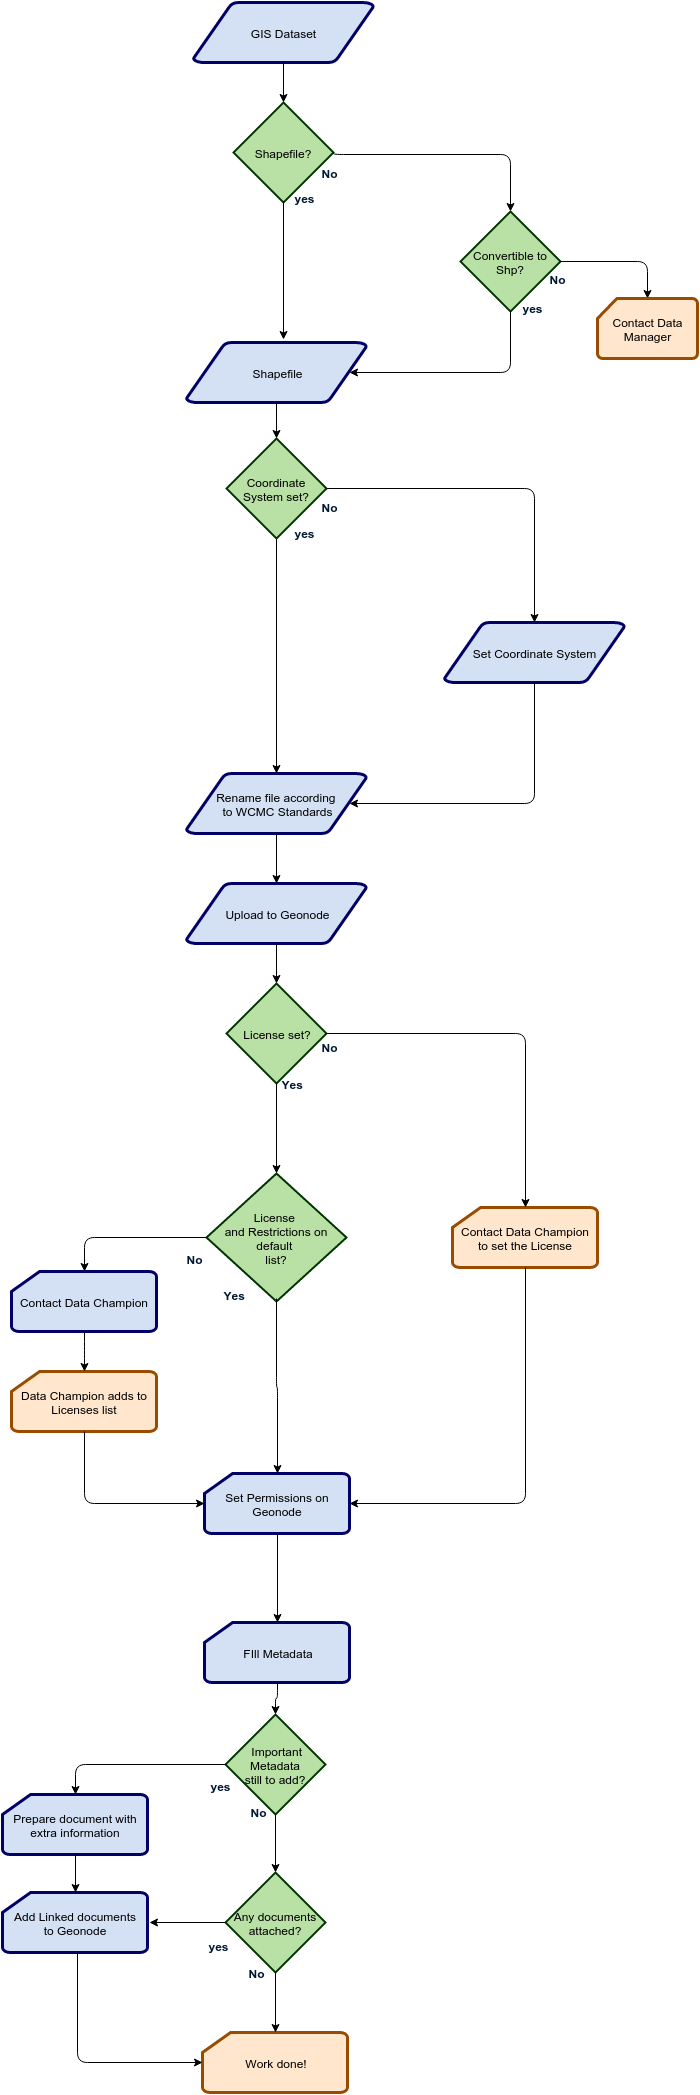 GIS Dataset
Shapefile?
No
yes
Convertible to
Shp?
No
yes
Contact Data
Manager
Shapefile
Coordinate
System set?
No
yes
Set Coordinate System
Rename file according
to WCMC Standards
Upload to Geonode
License set?
No
Yes
License
and Restrictions on
default
list?
No
Yes
Contact Data Champion
to set the License
Contact Data Champion
Data Champion adds to
Licenses list
Set Permissions on
Geonode
FIll Metadata
Important
Metadata
still to add?
yes
No
Prepare document with
extra information
Add Linked documents
to Geonode
Any documents
attached?
yes
No
Work done!